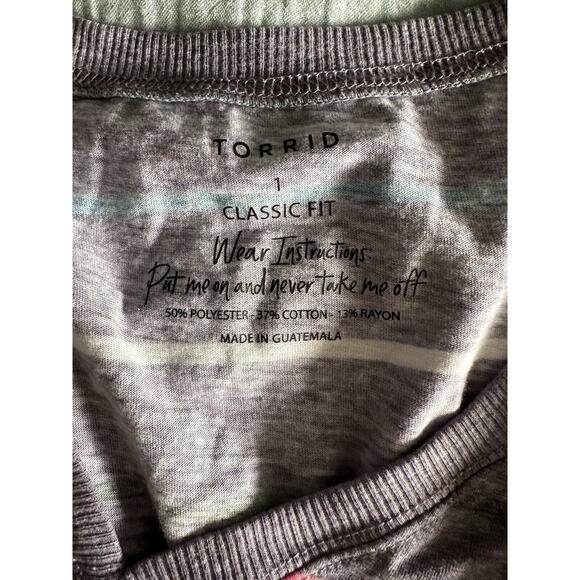 TORRID
1
CLASSIC FIT
Wear Instructions:
Put me on and never take me off
50% POLYESTER - 37% COTTON - 13% RAYON
MADE IN GUATEMALA